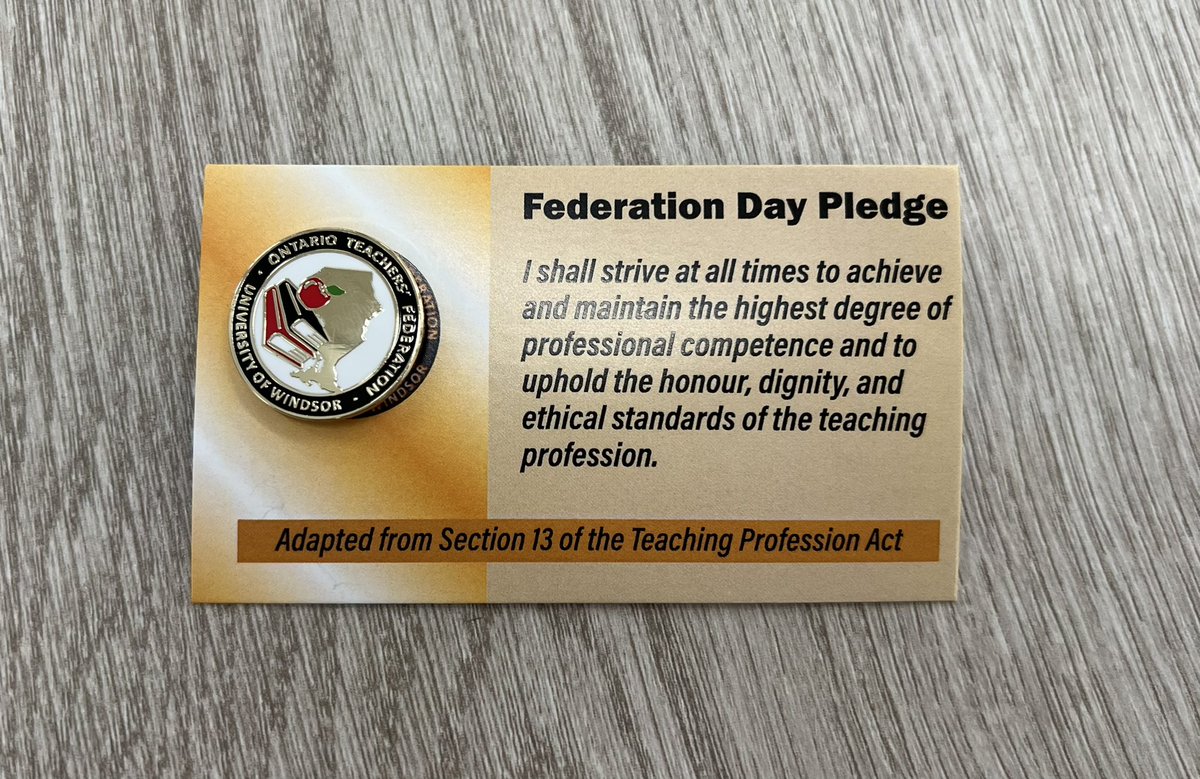 ONTARIO TEACHERS' FEDERATION
UNIVERSITY OF WINDSOR
WINDSOR
Federation Day Pledge
I shall strive at all times to achieve
and maintain the highest degree of
professional competence and to
uphold the honour, dignity, and
ethical standards of the teaching
profession.
Adapted from Section 13 of the Teaching Profession Act